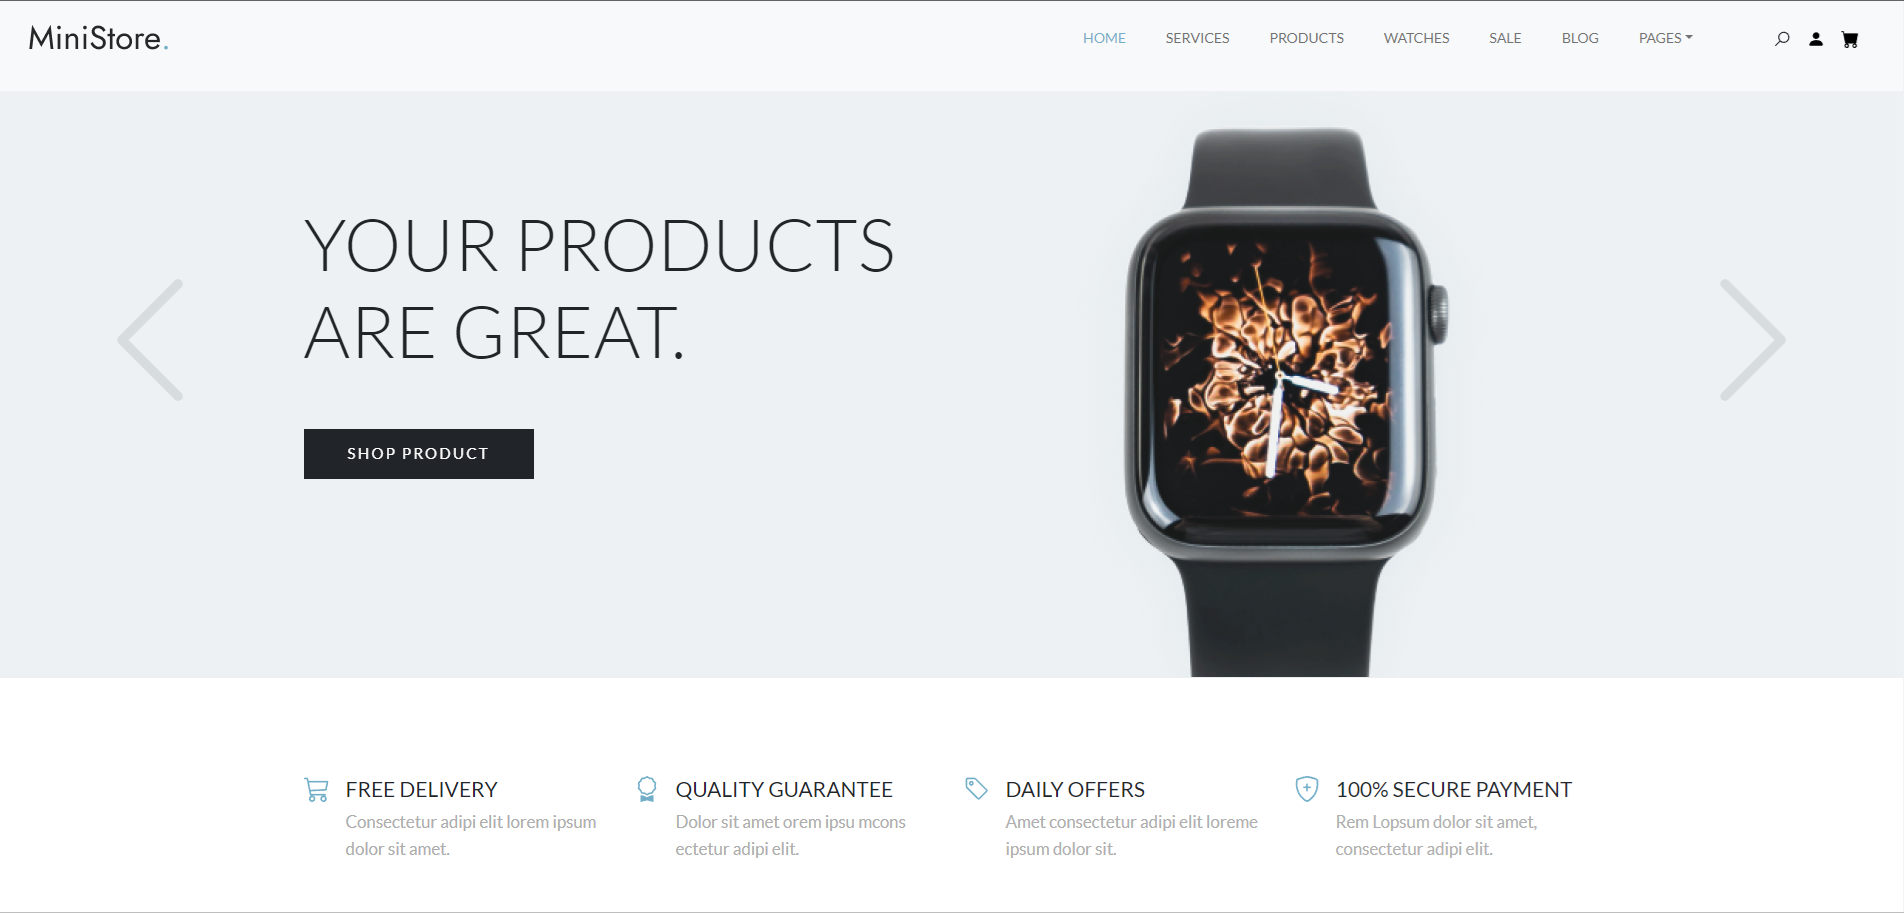 MiniStore.
HOME SERVICES PRODUCTS WATCHES SALE BLOG PAGES
YOUR PRODUCTS
ARE GREAT.
SHOP PRODUCT
FREE DELIVERY
Consectetur adipi elit lorem ipsum
dolor sit amet.
QUALITY GUARANTEE
Dolor sit amet orem ipsu mcons
ectetur adipi elit.
DAILY OFFERS
Amet consectetur adipi elit loreme
ipsum dolor sit.
100% SECURE PAYMENT
Rem Lopsum dolor sit amet,
consectetur adipi elit.